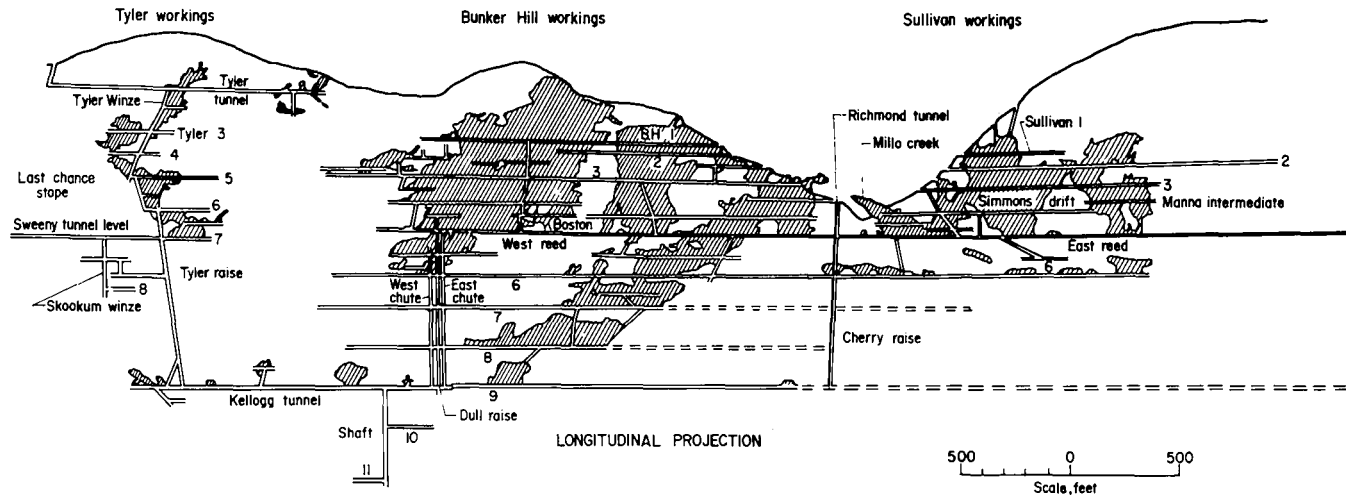 Tyler workings
Bunker Hill workings
Sullivan workings
Tyler
tunnel
Tyler Winze
Tyler 3
4
Last chance
stope
5
6
Sweeny tunnel level
7
Tyler raise
8
Skookum winze
B.H. 1
2
3
Boston
West reed
5
West
chute
East
chute
6
7
8
9
Kellogg tunnel
Dull raise
Shaft
10
11
Richmond tunnel
Milo creek
Sullivan 1
2
3
Simmons drift
Manna intermediate
East reed
6
Cherry raise
LONGITUDINAL PROJECTION
500 0 500
Scale, feet